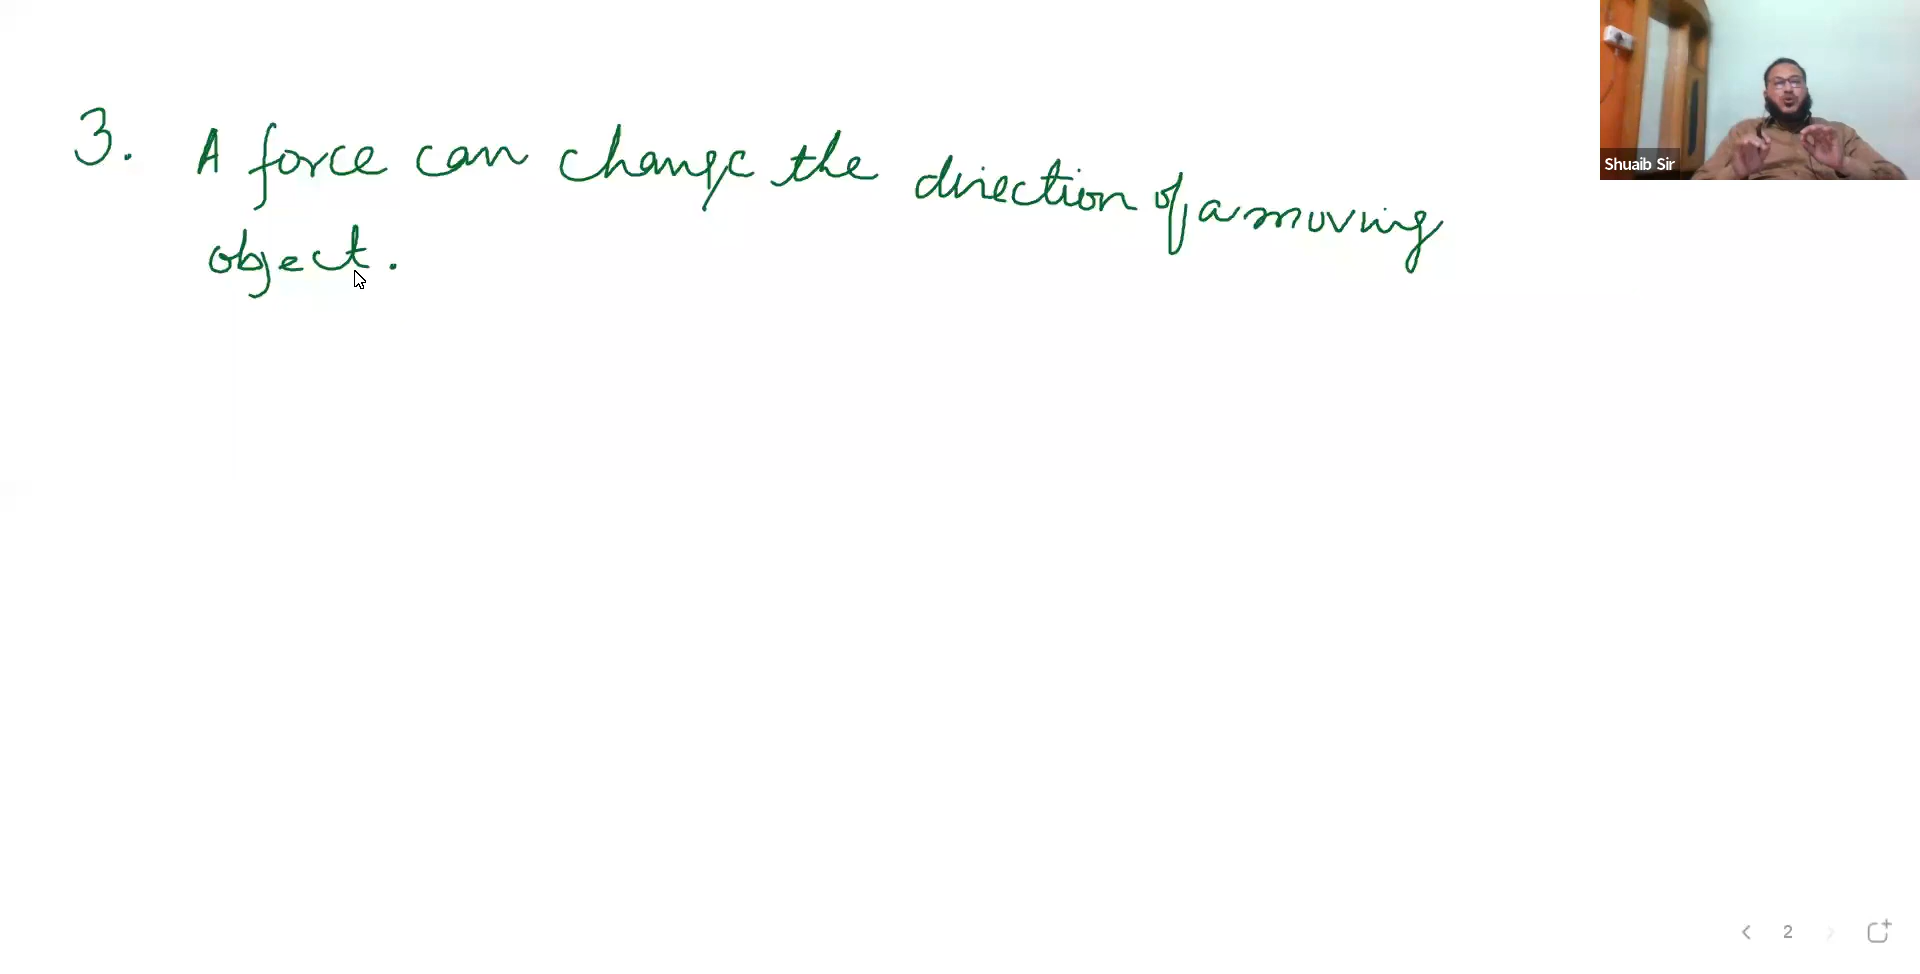 3. A force can change the direction of a moving
object.
Shuaib Sir
2